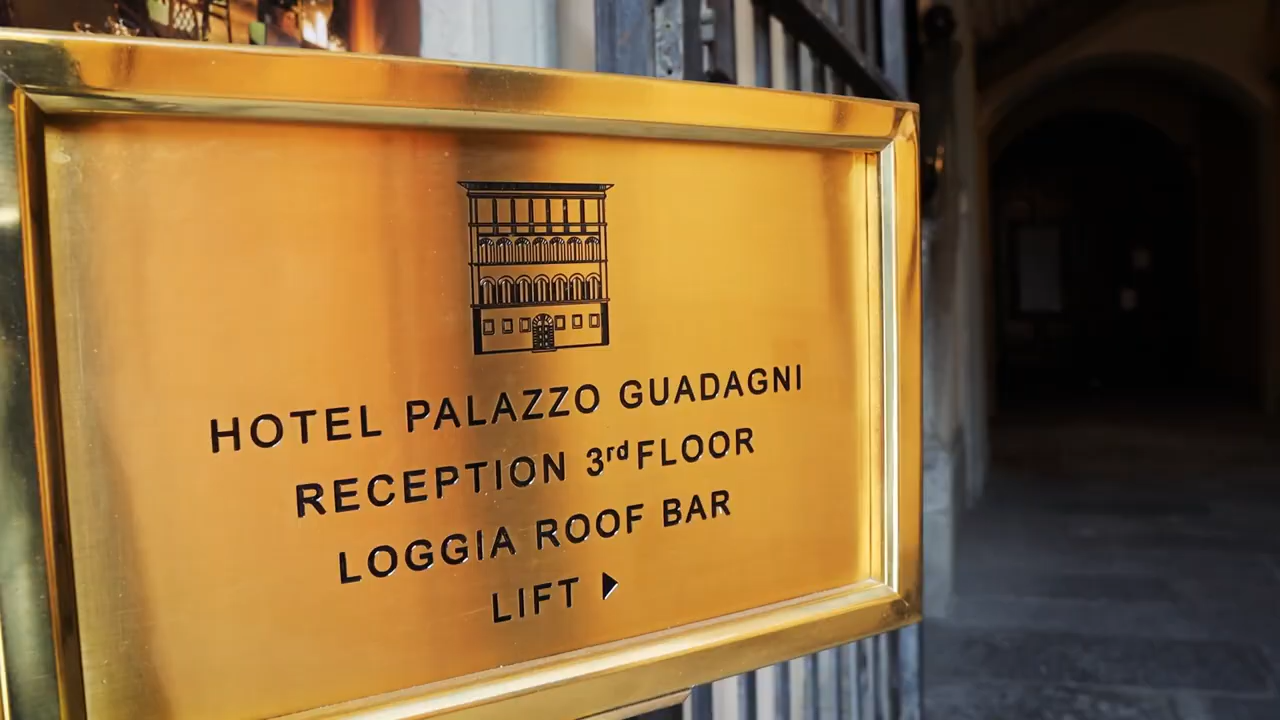 HOTEL PALAZZO GUADAGNI
RECEPTION 3rd FLOOR
LOGGIA ROOF BAR
LIFT ▶